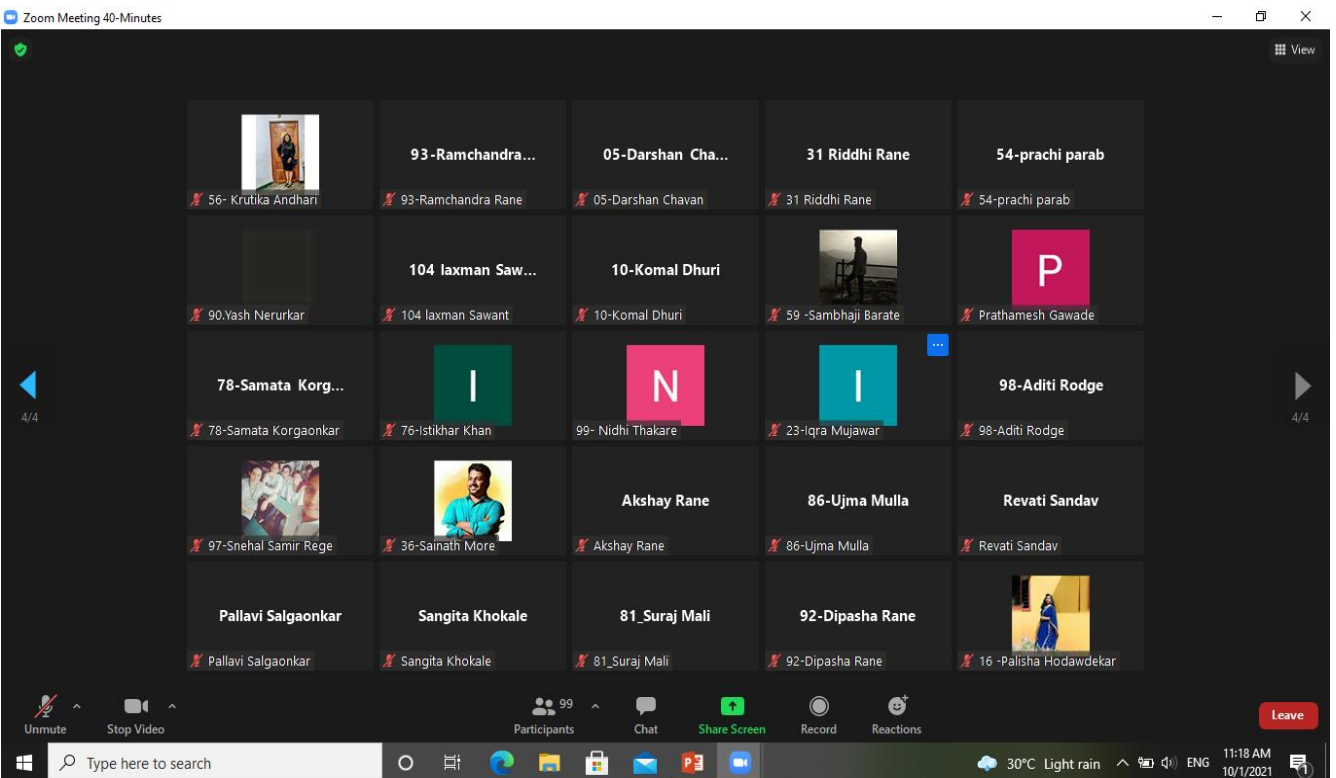 Zoom Meeting 40-Minutes
View
56- Krutika Andhari
93-Ramchandra...
93-Ramchandra Rane
05-Darshan Cha...
05-Darshan Chavan
31 Riddhi Rane
31 Riddhi Rane
54-prachi parab
54-prachi parab
90.Yash Nerurkar
104 laxman Saw...
104 laxman Sawant
10-Komal Dhuri
10-Komal Dhuri
59 -Sambhaji Barate
P
Prathamesh Gawade
78-Samata Korg...
78-Samata Korgaonkar
I
76-Istikhar Khan
N
99- Nidhi Thakare
I
23-Iqra Mujawar
98-Aditi Rodge
98-Aditi Rodge
4/4
4/4
97-Snehal Samir Rege
36-Sainath More
Akshay Rane
Akshay Rane
86-Ujma Mulla
86-Ujma Mulla
Revati Sandav
Revati Sandav
Pallavi Salgaonkar
Pallavi Salgaonkar
Sangita Khokale
Sangita Khokale
81_Suraj Mali
81_Suraj Mali
92-Dipasha Rane
92-Dipasha Rane
16 -Palisha Hodawdekar
Unmute
Stop Video
99
Participants
Chat
Share Screen
Record
Reactions
Leave
Type here to search
30°C Light rain
ENG
11:18 AM
10/1/2021
1